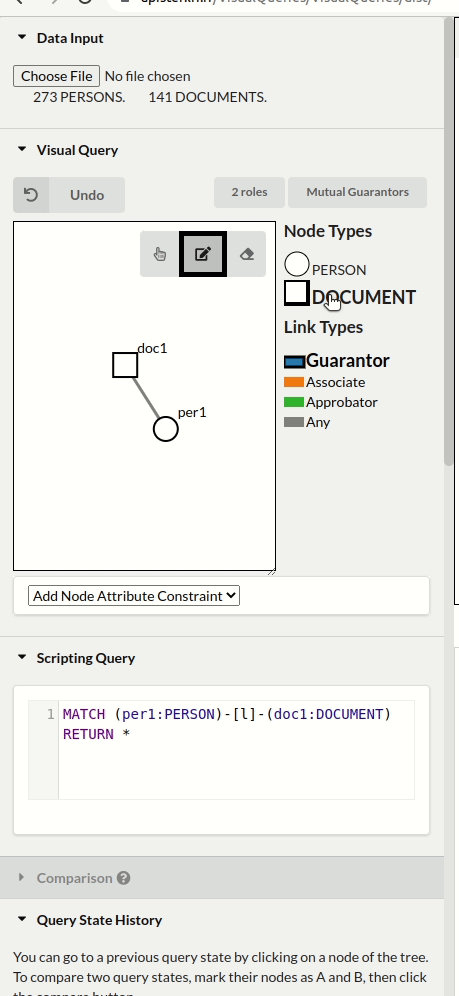 Data Input
Choose File No file chosen
273 PERSONS. 141 DOCUMENTS.
Visual Query
Undo
2 roles
Mutual Guarantors
Node Types
PERSON
DOCUMENT
Link Types
Guarantor
Associate
Approbator
Any
doc1
per1
Add Node Attribute Constraint
Scripting Query
1 MATCH (per1:PERSON)-[l]-(doc1:DOCUMENT)
RETURN *
Comparison ?
Query State History
You can go to a previous query state by clicking on a node of the tree.
To compare two query states, mark their nodes as A and B, then click
the compare button.